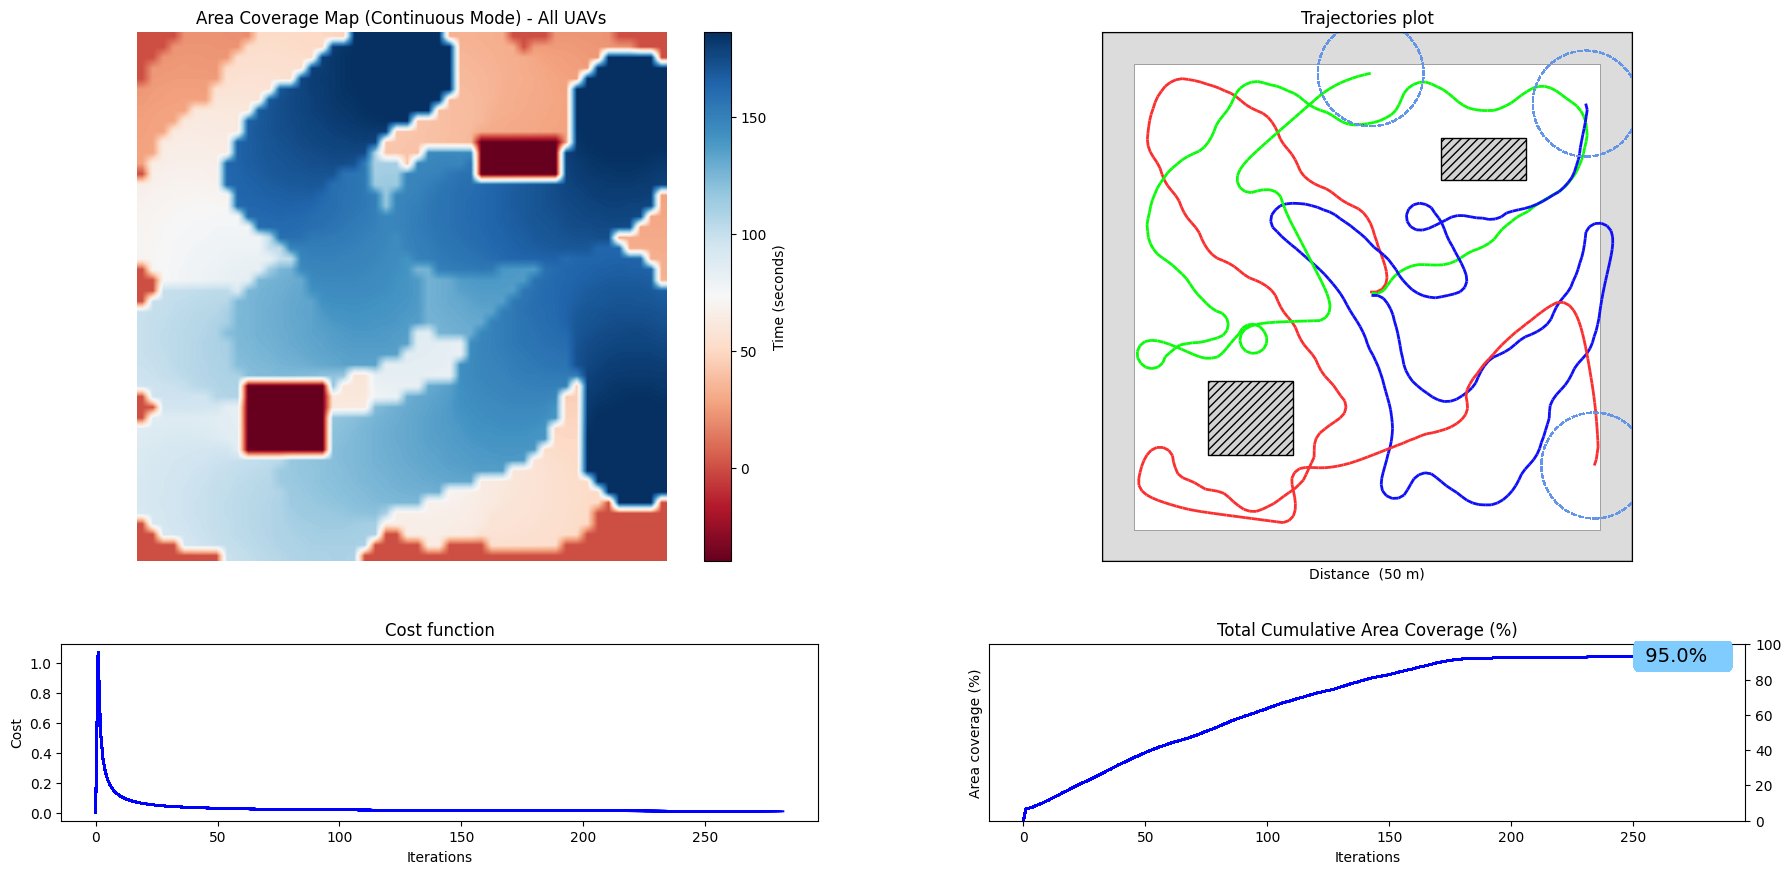 Area Coverage Map (Continuous Mode) - All UAVs
150
100
50
0
Time (seconds)
Trajectories plot
Distance  (50 m)
Cost function
1.0
0.8
0.6
0.4
0.2
0.0
Cost
0 50 100 150 200 250
Iterations
Total Cumulative Area Coverage (%)
95.0%
Area coverage (%)
100
80
60
40
20
0
0 50 100 150 200 250
Iterations